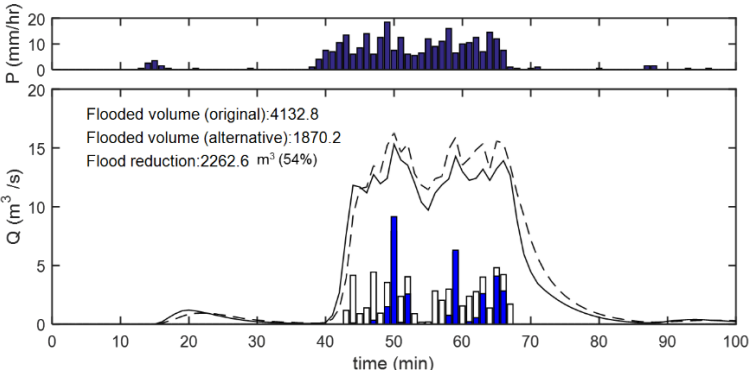 P (mm/hr)
20
10
0
Q (m³ /s)
20
15
10
5
0
Flooded volume (original):4132.8
Flooded volume (alternative):1870.2
Flood reduction:2262.6 m³ (54%)
0 10 20 30 40 50 60 70 80 90 100
time (min)